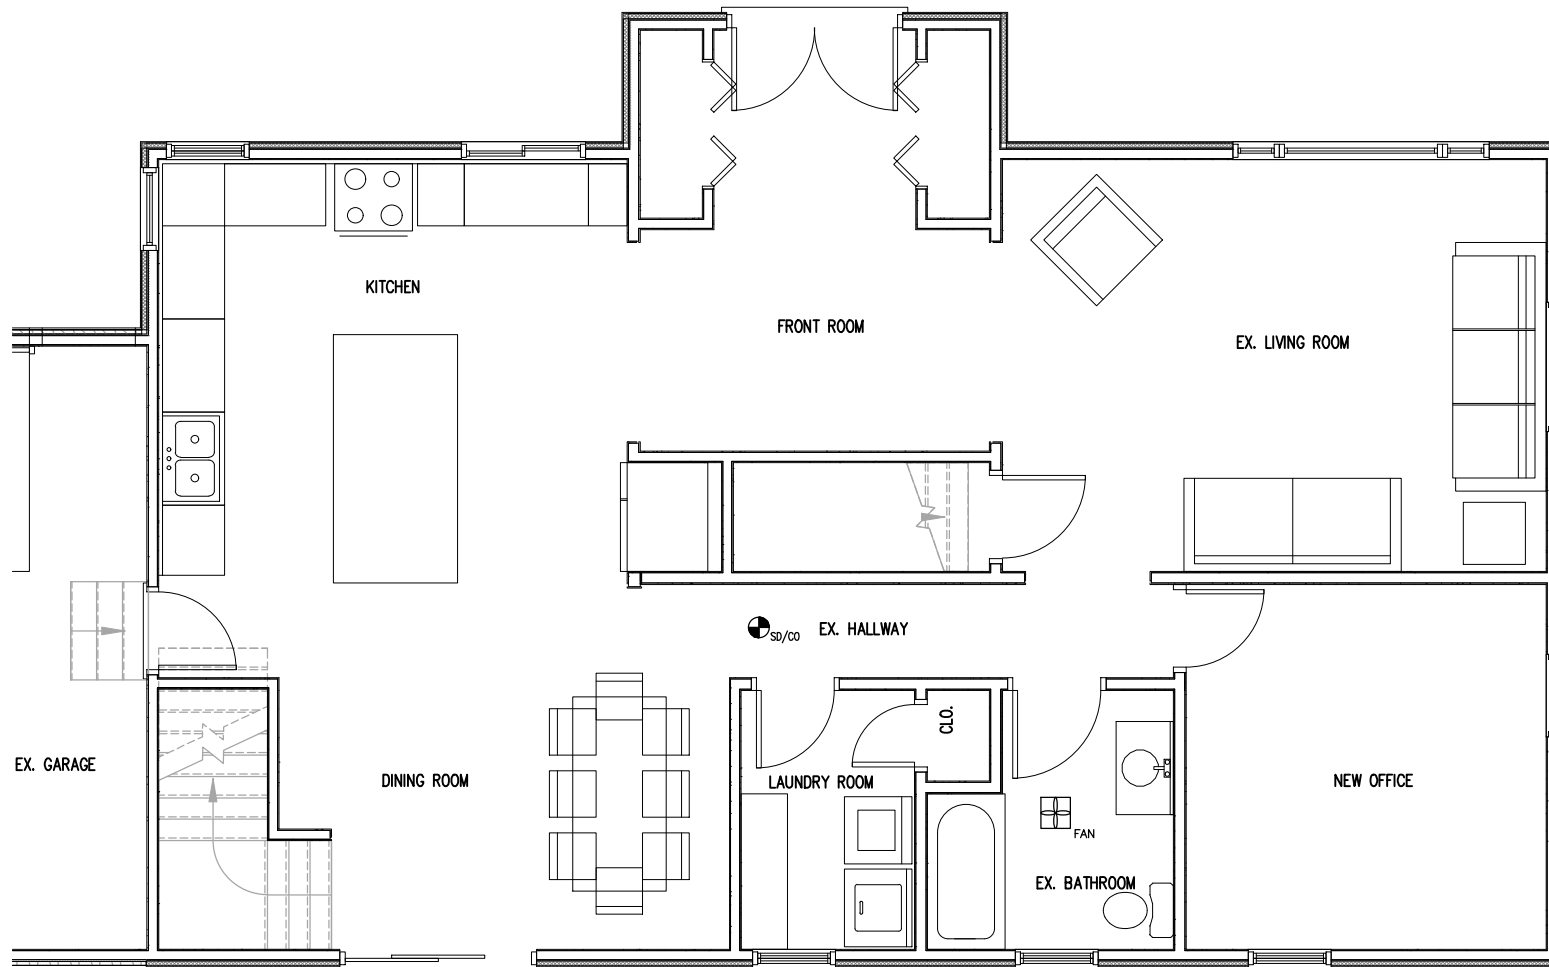 KITCHEN
FRONT ROOM
EX. LIVING ROOM
SD/CO
EX. HALLWAY
CLO.
EX. GARAGE
DINING ROOM
LAUNDRY ROOM
NEW OFFICE
FAN
EX. BATHROOM